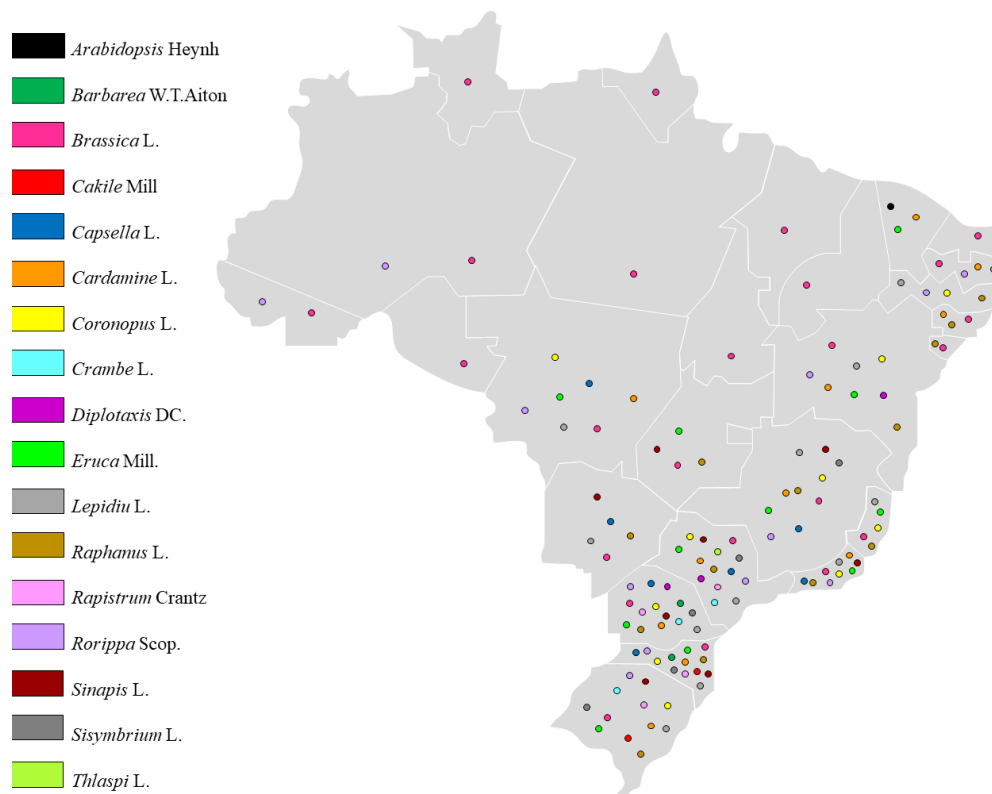 Arabidopsis Heynh
Barbarea W.T.Aiton
Brassica L.
Cakile Mill
Capsella L.
Cardamine L.
Coronopus L.
Crambe L.
Diplotaxis DC.
Eruca Mill.
Lepidiu L.
Raphanus L.
Rapistrum Crantz
Rorippa Scop.
Sinapis L.
Sisymbrium L.
Thlaspi L.